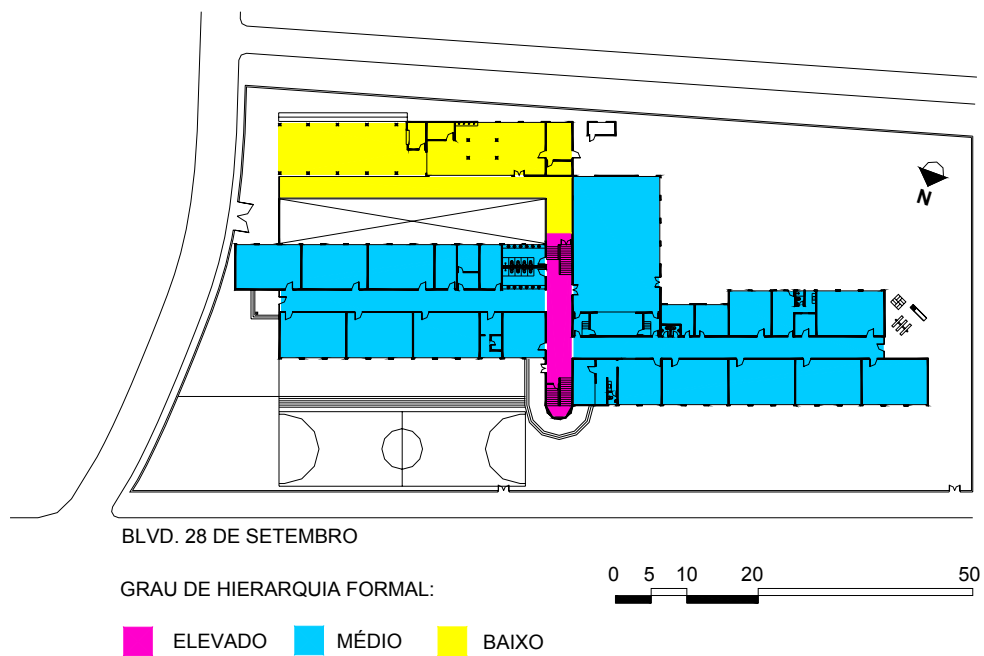 N
BLVD. 28 DE SETEMBRO
GRAU DE HIERARQUIA FORMAL:
0 5 10 20 50
ELEVADO MÉDIO BAIXO